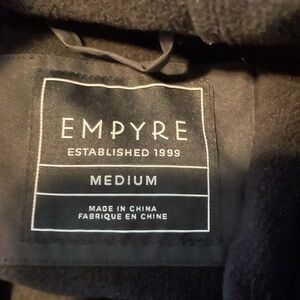 EMPYRE
ESTABLISHED 1999
MEDIUM
MADE IN CHINA
FABRIQUE EN CHINE